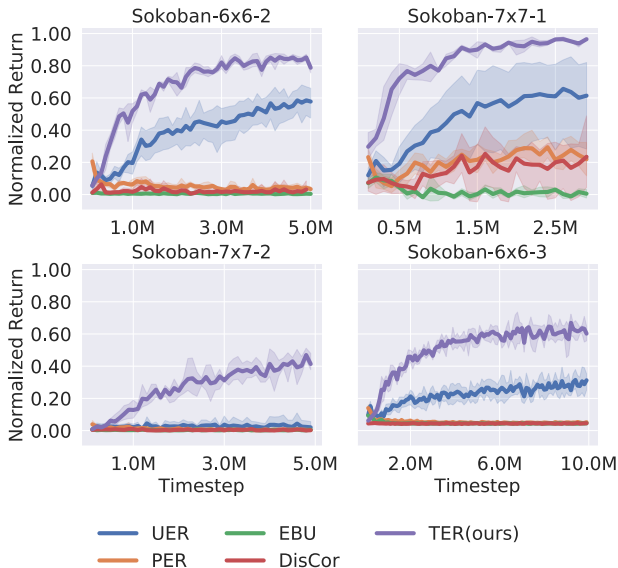 Sokoban-6x6-2
Sokoban-7x7-1
Normalized Return
1.00
0.80
0.60
0.40
0.20
0.00
1.0M 3.0M 5.0M
0.5M 1.5M 2.5M
Sokoban-7x7-2
Sokoban-6x6-3
Normalized Return
1.00
0.80
0.60
0.40
0.20
0.00
1.0M 3.0M 5.0M
2.0M 6.0M 10.0M
Timestep
Timestep
UER EBU TER(ours)
PER DisCor